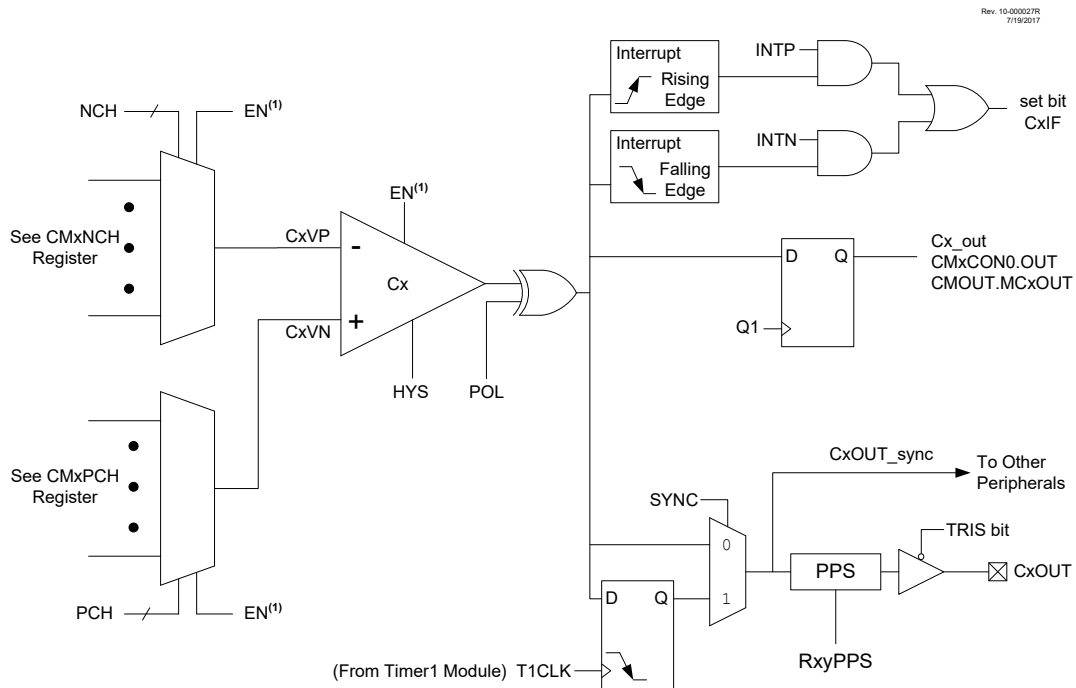 Rev. 10-000027R
7/19/2017
Interrupt
Rising
Edge
INTP
set bit
CxIF
Interrupt
Falling
Edge
INTN
NCH
EN(1)
See CMxNCH
Register
CxVP
EN(1)
-
Cx
+
CxVN
HYS
POL
D
Q
Q1
Cx_out
CMxCON0.OUT
CMOUT.MCxOUT
See CMxPCH
Register
PCH
EN(1)
CxOUT_sync
To Other
Peripherals
SYNC
0
1
TRIS bit
PPS
CxOUT
RxyPPS
D
Q
(From Timer1 Module) T1CLK